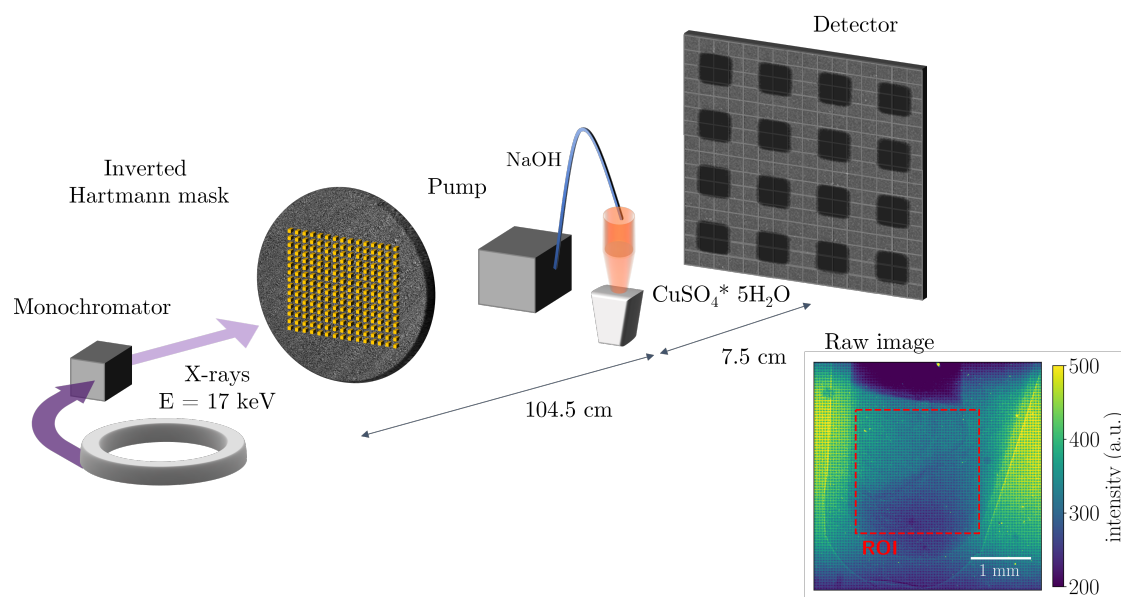 Detector
Inverted
Hartmann mask
NaOH
Pump
Monochromator
CuSO₄* 5H₂O
X-rays
E = 17 keV
7.5 cm
104.5 cm
Raw image
500
400
300
200
intensity (a.u.)
ROI
1 mm